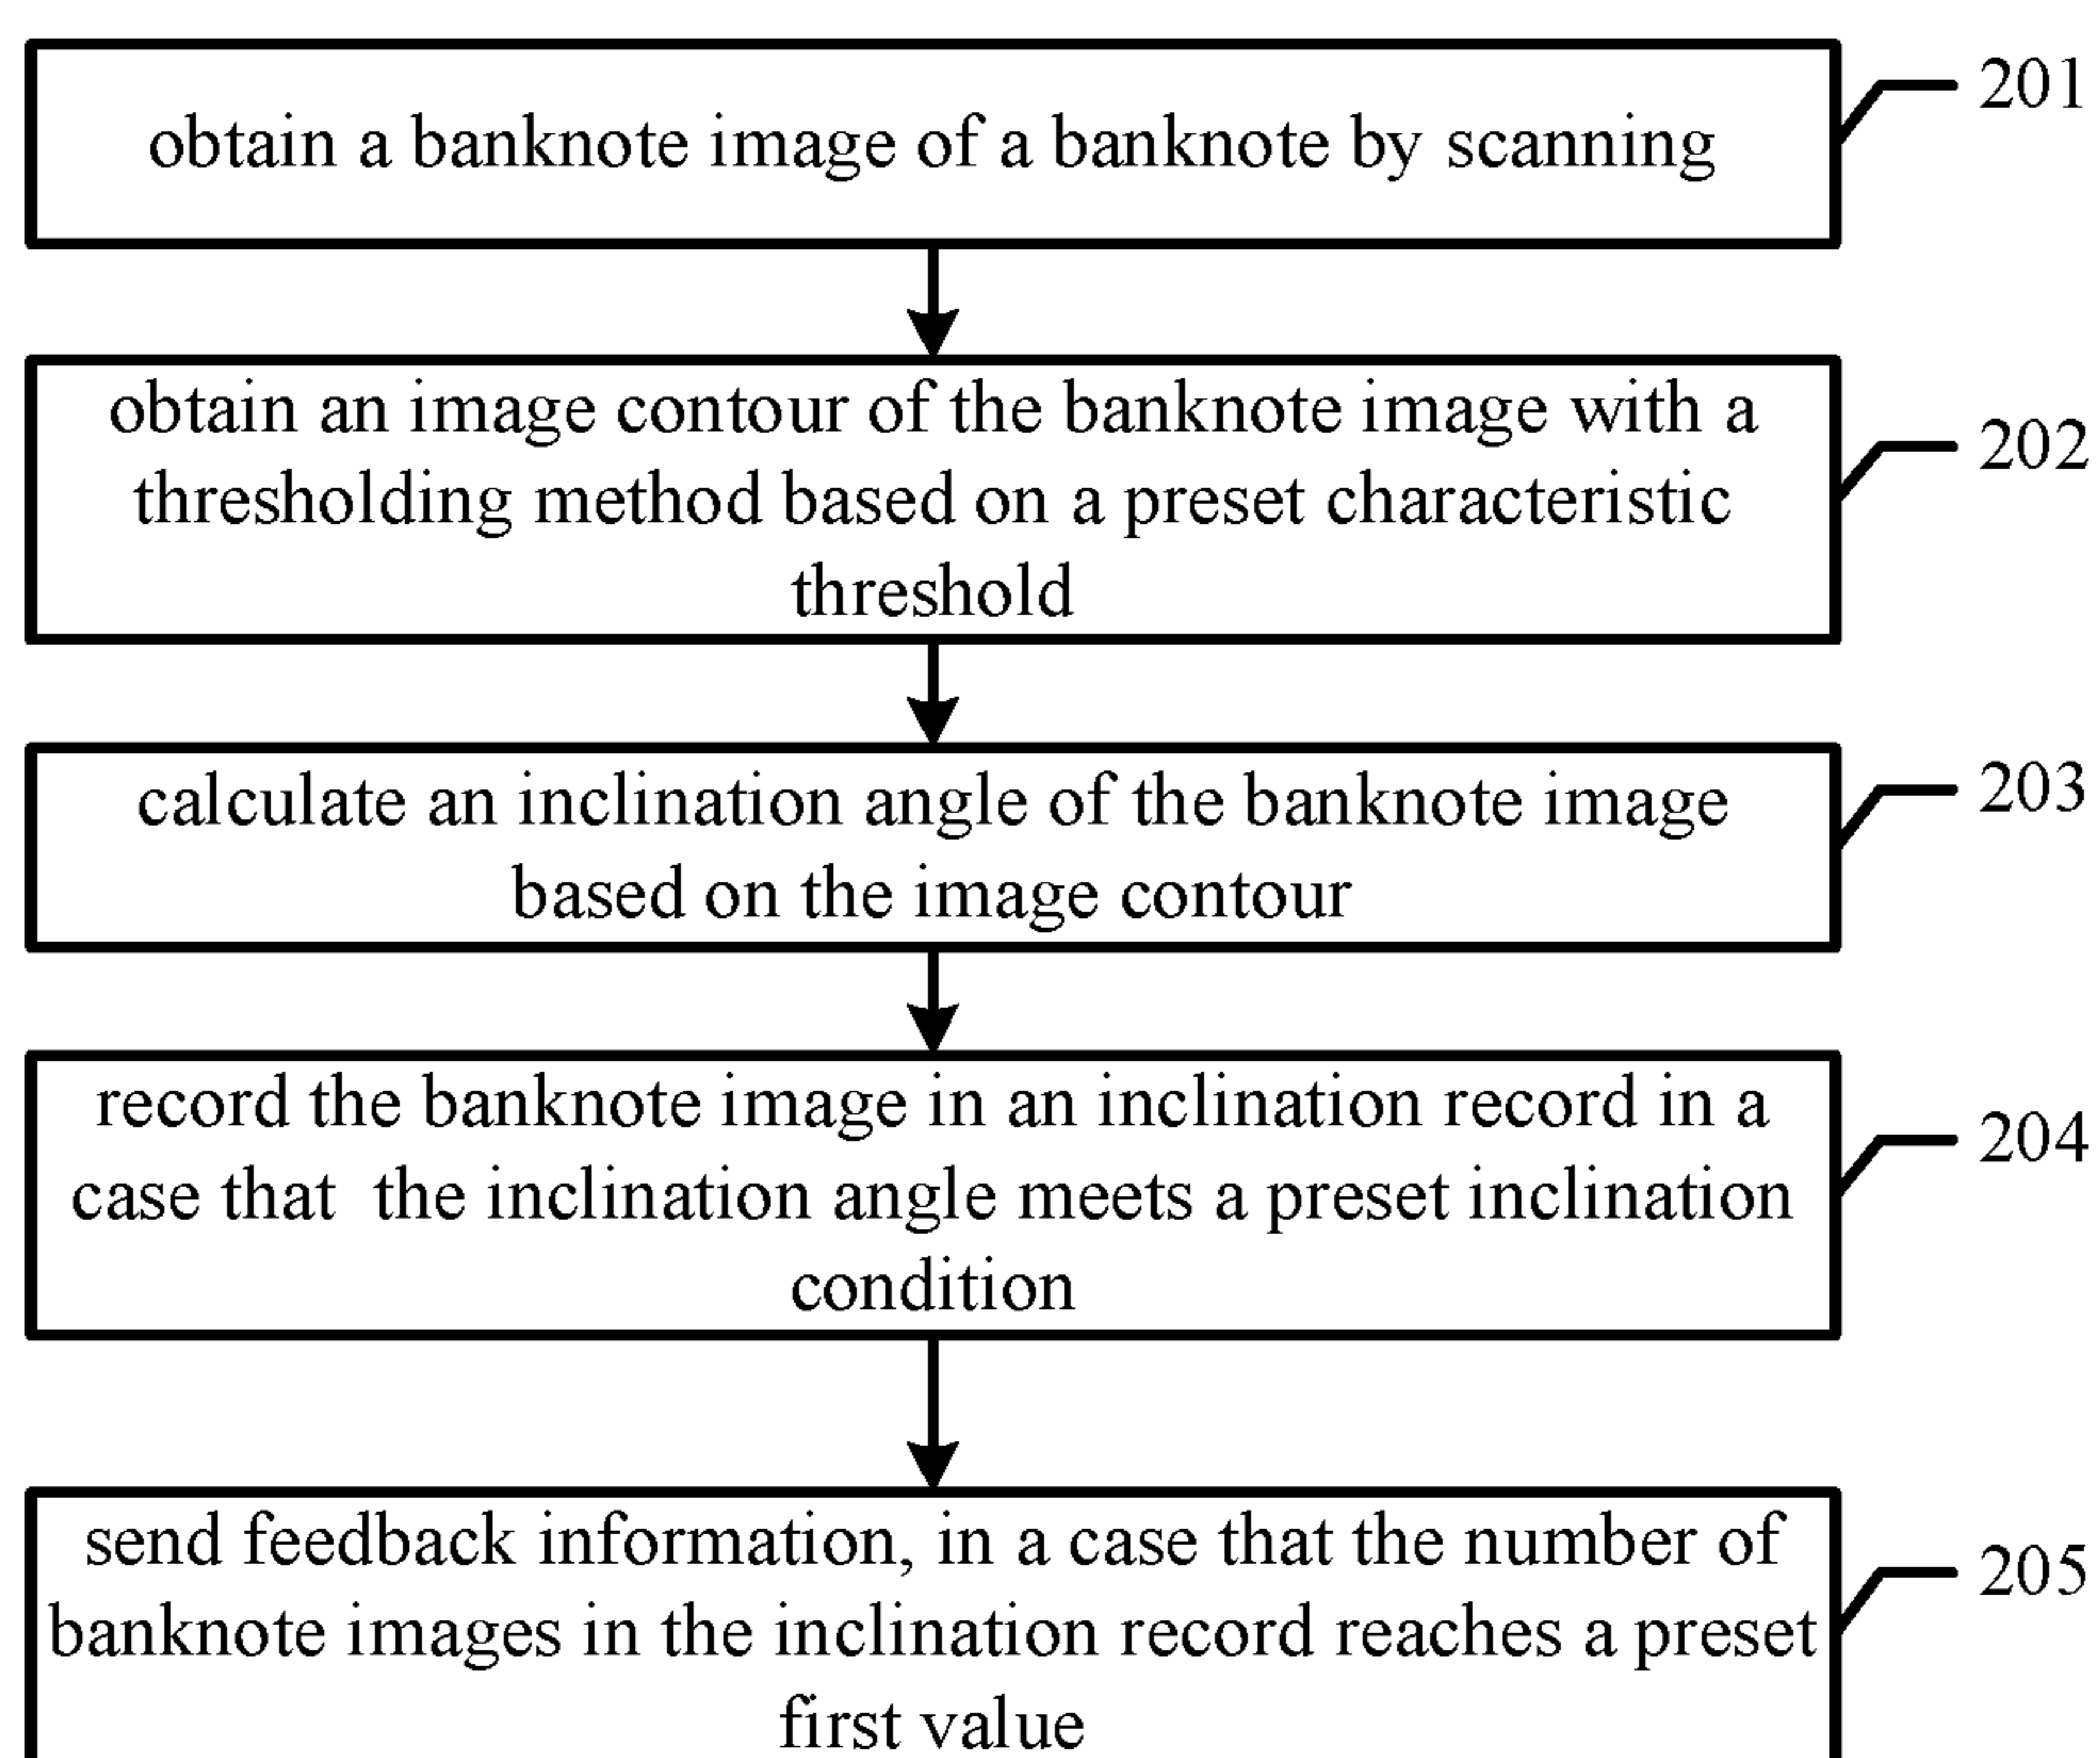 201
obtain a banknote image of a banknote by scanning
obtain an image contour of the banknote image with a
thresholding method based on a preset characteristic
threshold
202
calculate an inclination angle of the banknote image
based on the image contour
203
record the banknote image in an inclination record in a
case that  the inclination angle meets a preset inclination
condition
204
send feedback information, in a case that the number of
banknote images in the inclination record reaches a preset
first value
205